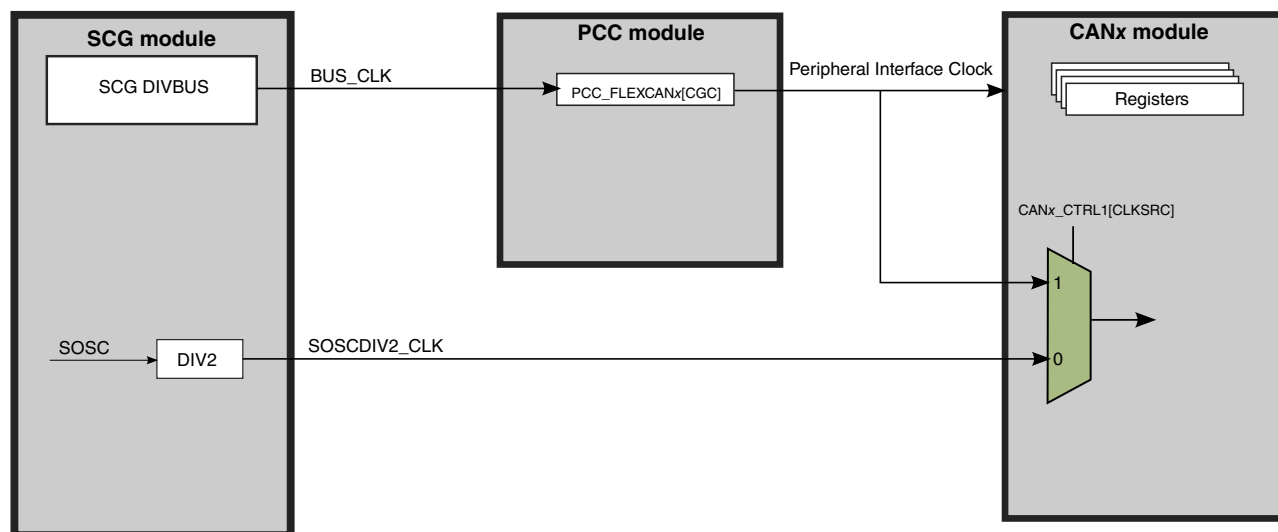 SCG module
PCC module
CANx module
SCG DIVBUS
BUS_CLK
PCC_FLEXCANx[CGC]
Peripheral Interface Clock
Registers
CANx_CTRL1[CLKSRC]
1
SOSC
DIV2
SOSCDIV2_CLK
0